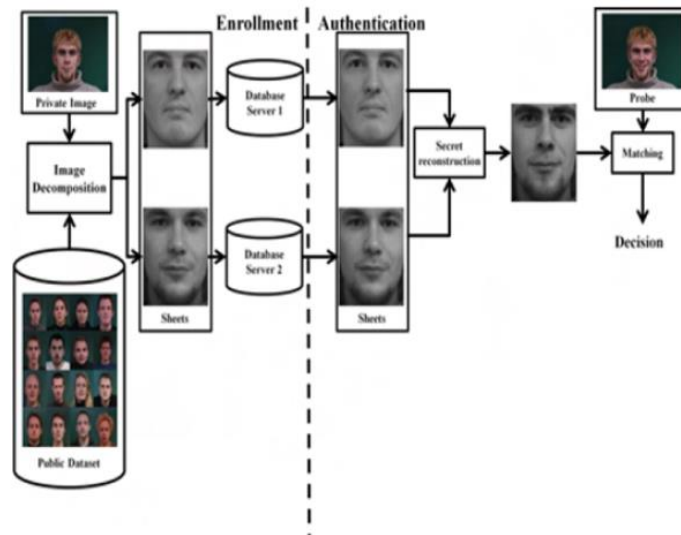 Enrollment
Authentication
Private Image
Image
Decomposition
Public Dataset
Sheets
Database
Server 1
Database
Server 2
Sheets
Secret
reconstruction
Probe
Matching
Decision